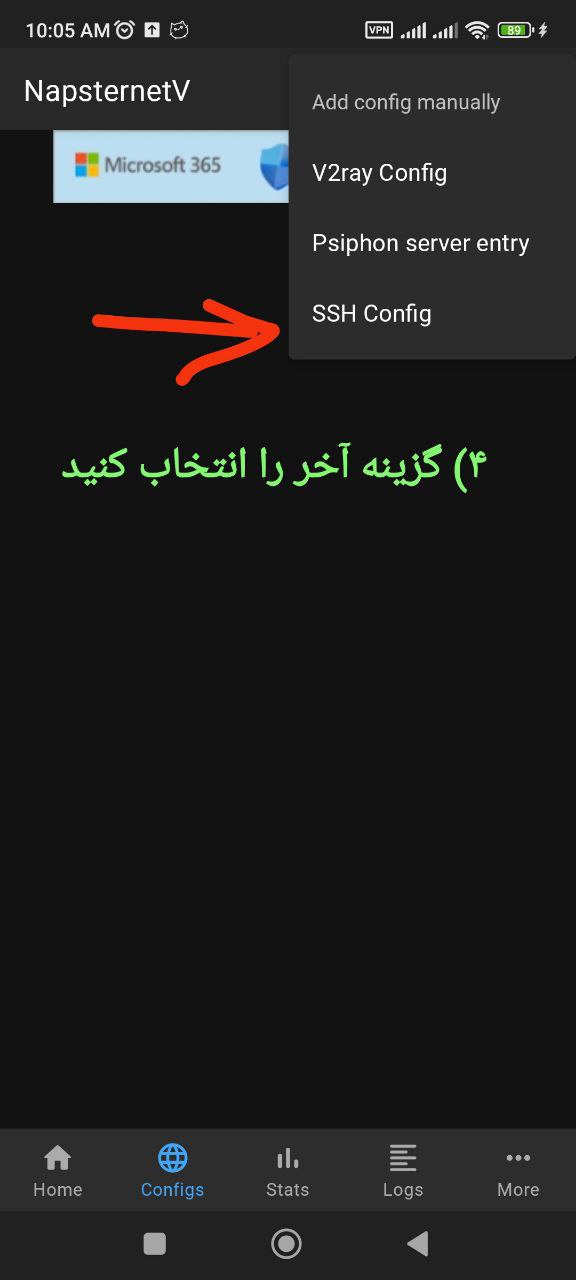 10:05 AM
VPN
89
NapsternetV
Microsoft 365
Add config manually
V2ray Config
Psiphon server entry
SSH Config
۴) گزینه آخر را انتخاب کنید
Home
Configs
Stats
Logs
More